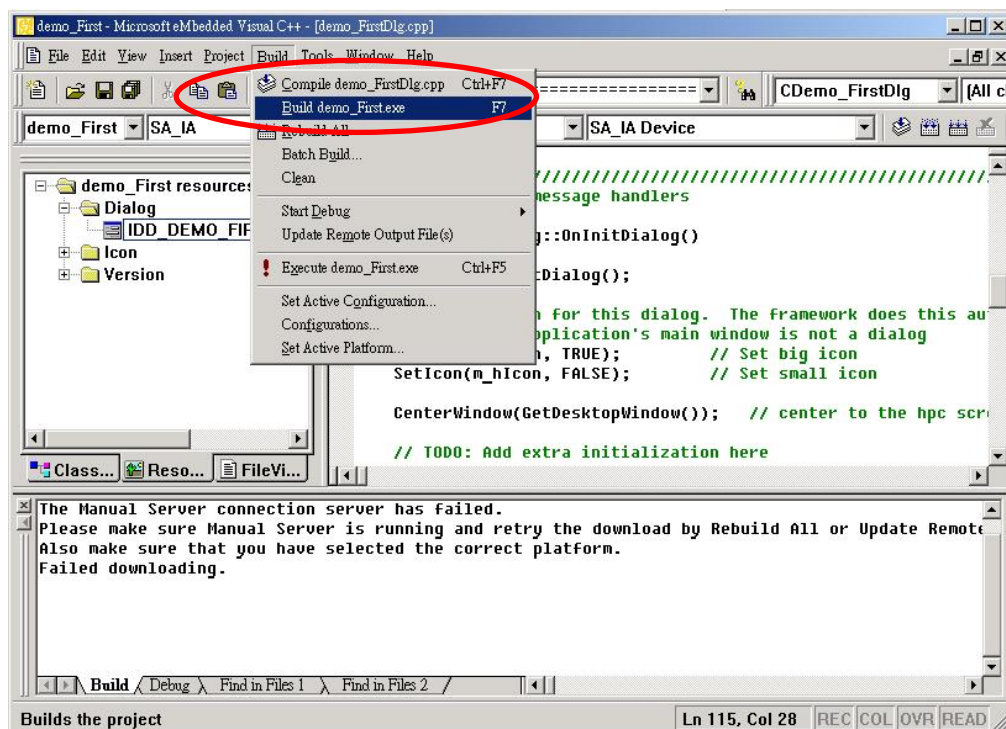 demo_First - Microsoft eMbedded Visual C++ - [demo_FirstDlg.cpp]
File Edit View Insert Project Build Tools Window Help
CDemo_FirstDlg
[All c
demo_First
SA_IA
SA_IA Device
Compile demo_FirstDlg.cpp Ctrl+F7
Build demo_First.exe F7
Rebuild All
Batch Build...
Clean
Start Debug
Update Remote Output File(s)
Execute demo_First.exe Ctrl+F5
Set Active Configuration...
Configurations...
Set Active Platform...
demo_First resources
Dialog
IDD_DEMO_FIR
Icon
Version
Class... Reso... FileVi...
message handlers
g::OnInitDialog()
Dialog();
n for this dialog. The framework does this au
pplication's main window is not a dialog
n, TRUE); // Set big icon
SetIcon(m_hIcon, FALSE); // Set small icon
CenterWindow(GetDesktopWindow()); // center to the hpc scr
// TODO: Add extra initialization here
The Manual Server connection server has failed.
Please make sure Manual Server is running and retry the download by Rebuild All or Update Remote
Also make sure that you have selected the correct platform.
Failed downloading.
Build Debug Find in Files 1 Find in Files 2
Builds the project
Ln 115, Col 28 REC COL OVR READ